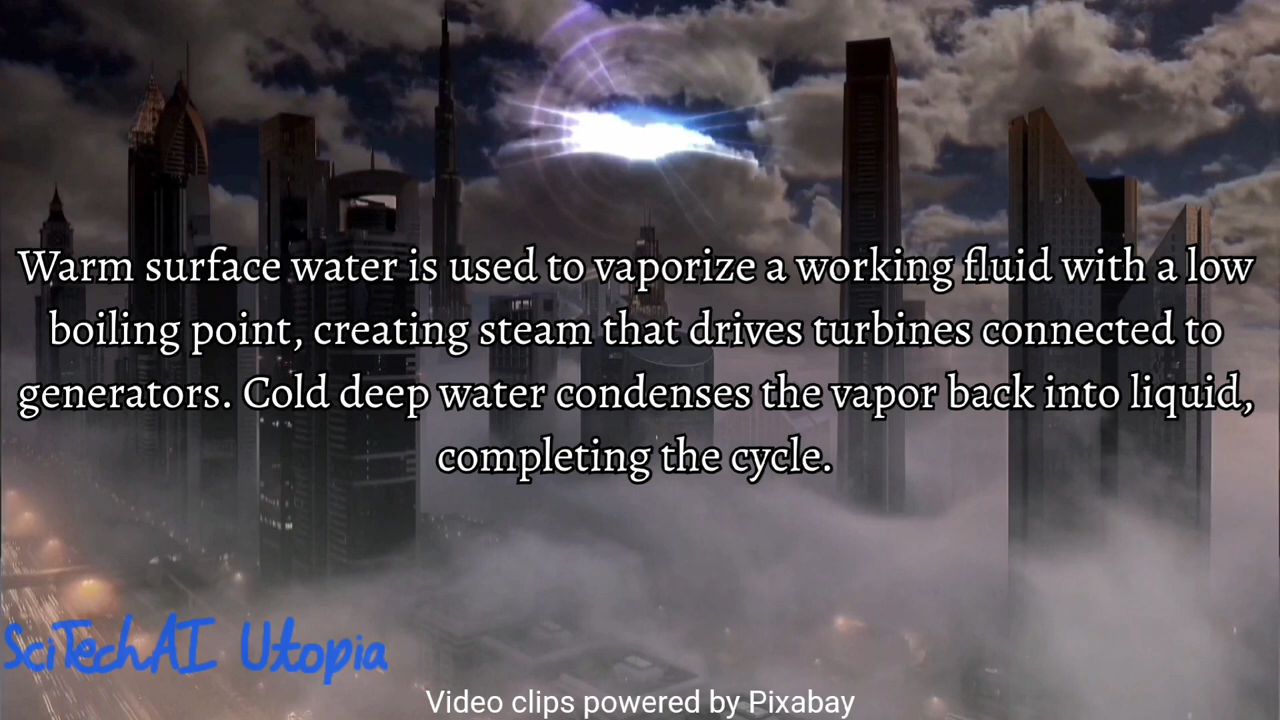 Warm surface water is used to vaporize a working fluid with a low
boiling point, creating steam that drives turbines connected to
generators. Cold deep water condenses the vapor back into liquid,
completing the cycle.
SciTechAI Utopia
Video clips powered by Pixabay